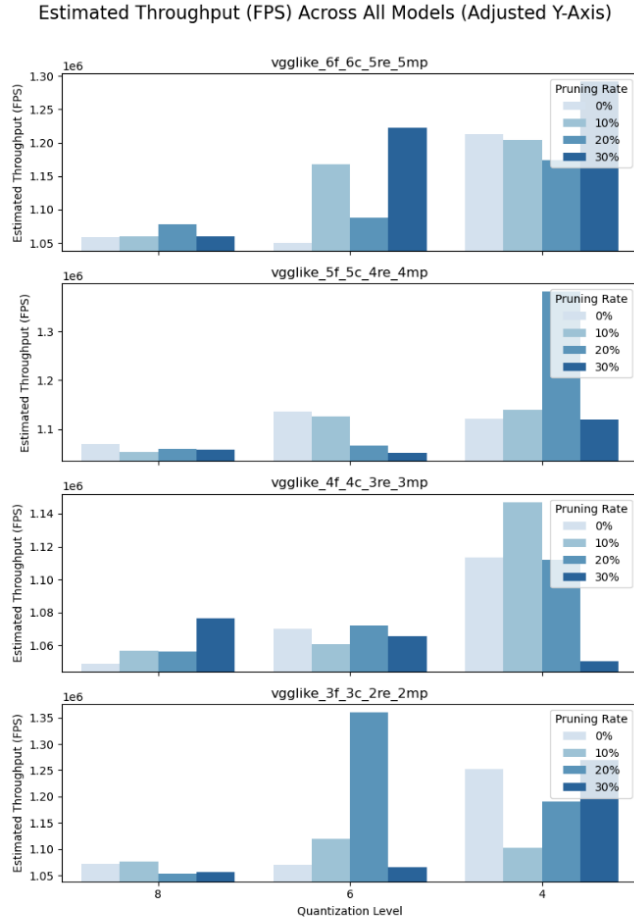 Estimated Throughput (FPS) Across All Models (Adjusted Y-Axis)
1e6
vgglike_6f_6c_5re_5mp
Estimated Throughput (FPS)
1.30
1.25
1.20
1.15
1.10
1.05
Pruning Rate
0%
10%
20%
30%
1e6
vgglike_5f_5c_4re_4mp
Estimated Throughput (FPS)
1.3
1.2
1.1
Pruning Rate
0%
10%
20%
30%
1e6
vgglike_4f_4c_3re_3mp
Estimated Throughput (FPS)
1.14
1.12
1.10
1.08
1.06
Pruning Rate
0%
10%
20%
30%
1e6
vgglike_3f_3c_2re_2mp
Estimated Throughput (FPS)
1.35
1.30
1.25
1.20
1.15
1.10
1.05
Pruning Rate
0%
10%
20%
30%
8
6
4
Quantization Level